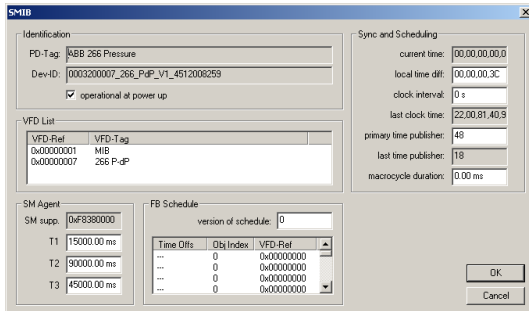 SMIB
Identification
PD-Tag: ABB 266 Pressure
Dev-ID: 0003200007_266_PdP_V1_4512008259
operational at power up
VFD List
VFD-Ref VFD-Tag
0x00000001 MIB
0x00000007 266 P-dP
SM Agent
SM supp. 0xF8380000
T1 15000.00 ms
T2 90000.00 ms
T3 45000.00 ms
FB Schedule
version of schedule: 0
Time Offs Obj Index VFD-Ref
--- 0 0x00000000
--- 0 0x00000000
--- 0 0x00000000
--- 0 0x00000000
Sync and Scheduling
current time: 00,00,00,00,0
local time diff: 00,00,00,3C
clock interval: 0 s
last clock time: 22,00,81,40,9
primary time publisher: 48
last time publisher: 18
macrocycle duration: 0.00 ms
OK
Cancel